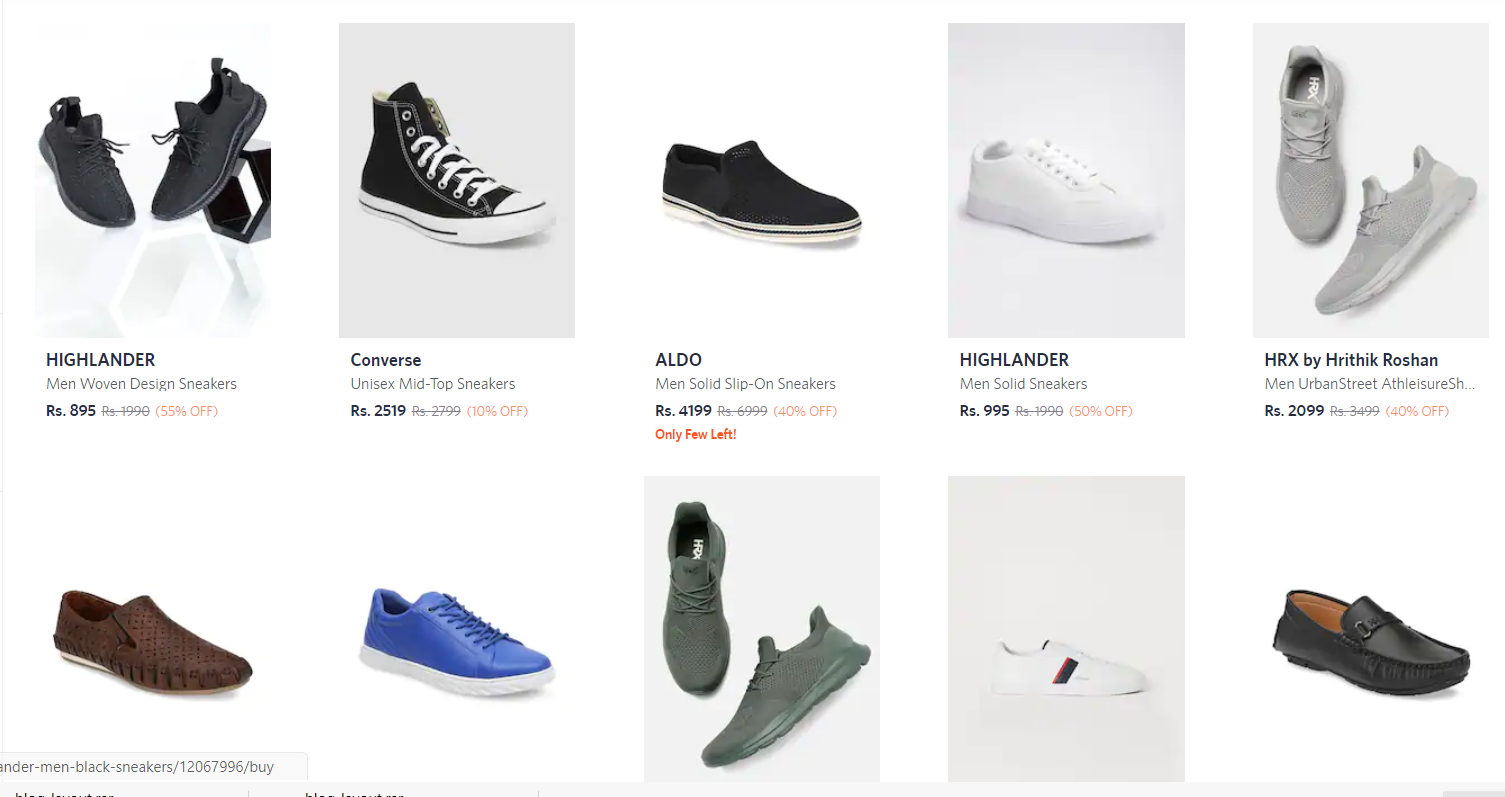 HRX
HIGHLANDER
Men Woven Design Sneakers
Rs. 895 Rs. 1990 (55% OFF)
Converse
Unisex Mid-Top Sneakers
Rs. 2519 Rs. 2799 (10% OFF)
ALDO
Men Solid Slip-On Sneakers
Rs. 4199 Rs. 6999 (40% OFF)
Only Few Left!
HIGHLANDER
Men Solid Sneakers
Rs. 995 Rs. 1990 (50% OFF)
HRX by Hrithik Roshan
Men UrbanStreet AthleisureSh...
Rs. 2099 Rs. 3499 (40% OFF)
HRX
ander-men-black-sneakers/12067996/buy